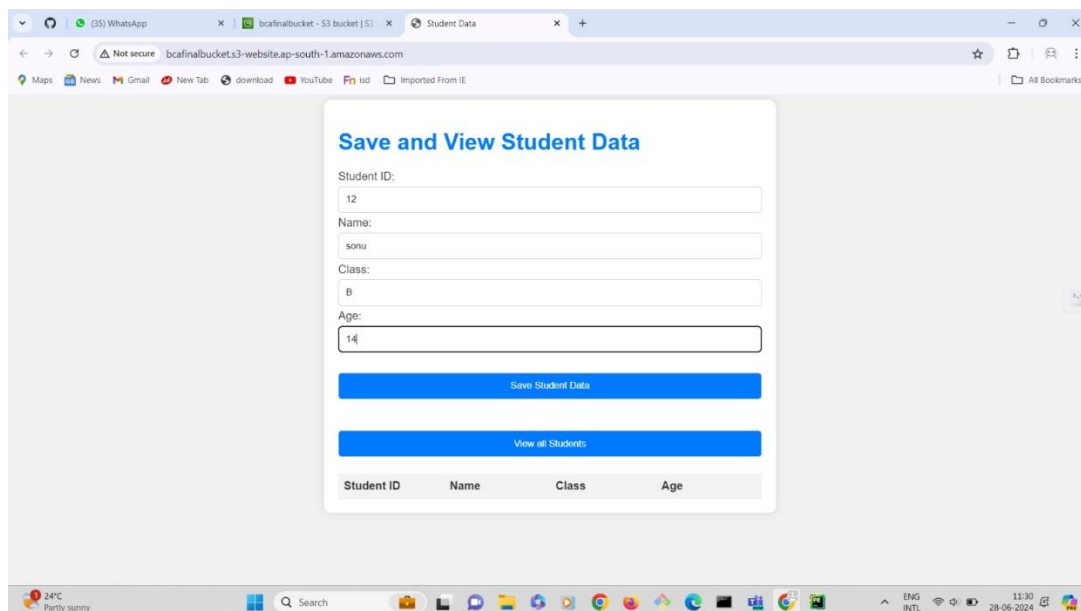 (35) WhatsApp
bcafinalbucket - S3 bucket | S3
Student Data
Not secure bcafinalbucket.s3-website.ap-south-1.amazonaws.com
Maps News Gmail New Tab download YouTube isd Imported From IE All Bookmarks
Save and View Student Data
Student ID:
12
Name:
sonu
Class:
B
Age:
14
Save Student Data
View all Students
Student ID Name Class Age
24°C
Partly sunny
Search
ENG
INTL
11:30
28-06-2024